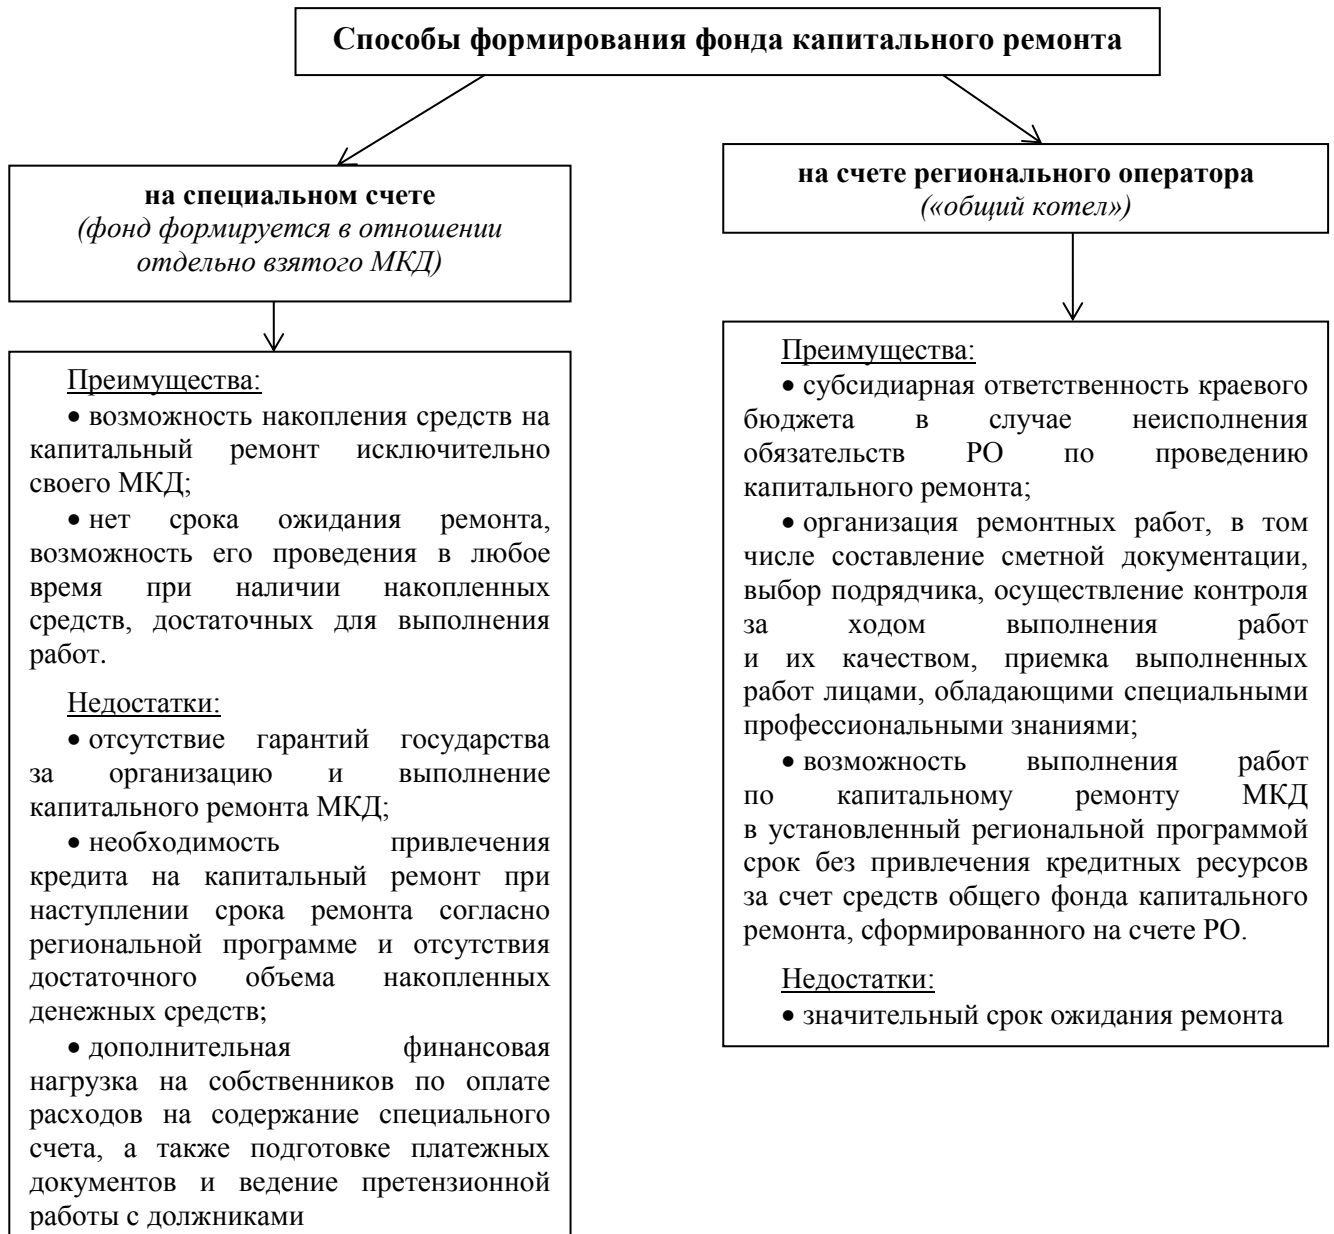 Способы формирования фонда капитального ремонта
на специальном счете
(фонд формируется в отношении
отдельно взятого МКД)
Преимущества:
• возможность накопления средств на
капитальный ремонт исключительно
своего МКД;
• нет срока ожидания ремонта,
возможность его проведения в любое
время при наличии накопленных
средств, достаточных для выполнения
работ.
Недостатки:
• отсутствие гарантий государства
за организацию и выполнение
капитального ремонта МКД;
• необходимость привлечения
кредита на капитальный ремонт при
наступлении срока ремонта согласно
региональной программе и отсутствия
достаточного объема накопленных
денежных средств;
• дополнительная финансовая
нагрузка на собственников по оплате
расходов на содержание специального
счета, а также подготовке платежных
документов и ведение претензионной
работы с должниками
на счете регионального оператора
(«общий котел»)
Преимущества:
• субсидиарная ответственность краевого
бюджета в случае неисполнения
обязательств РО по проведению
капитального ремонта;
• организация ремонтных работ, в том
числе составление сметной документации,
выбор подрядчика, осуществление контроля
за ходом выполнения работ
и их качеством, приемка выполненных
работ лицами, обладающими специальными
профессиональными знаниями;
• возможность выполнения работ
по капитальному ремонту МКД
в установленный региональной программой
срок без привлечения кредитных ресурсов
за счет средств общего фонда капитального
ремонта, сформированного на счете РО.
Недостатки:
• значительный срок ожидания ремонта